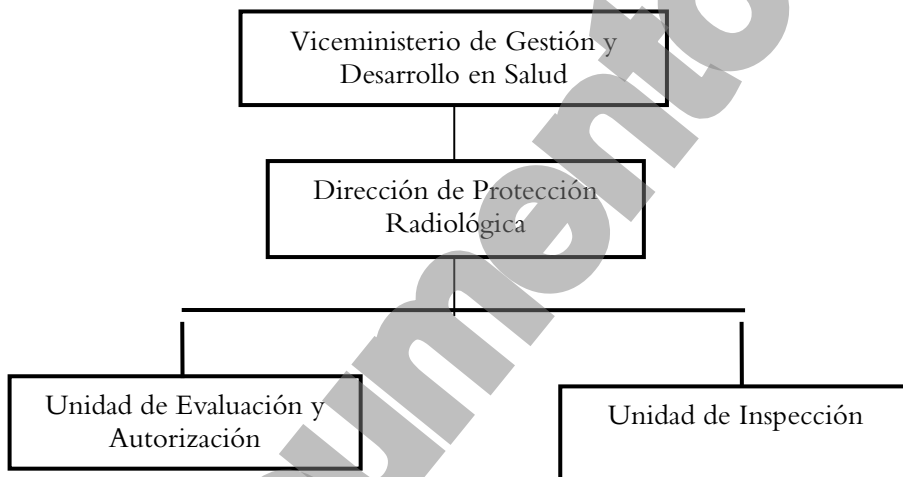 Viceministerio de Gestión y
Desarrollo en Salud
Dirección de Protección
Radiológica
Unidad de Evaluación y
Autorización
Unidad de Inspección